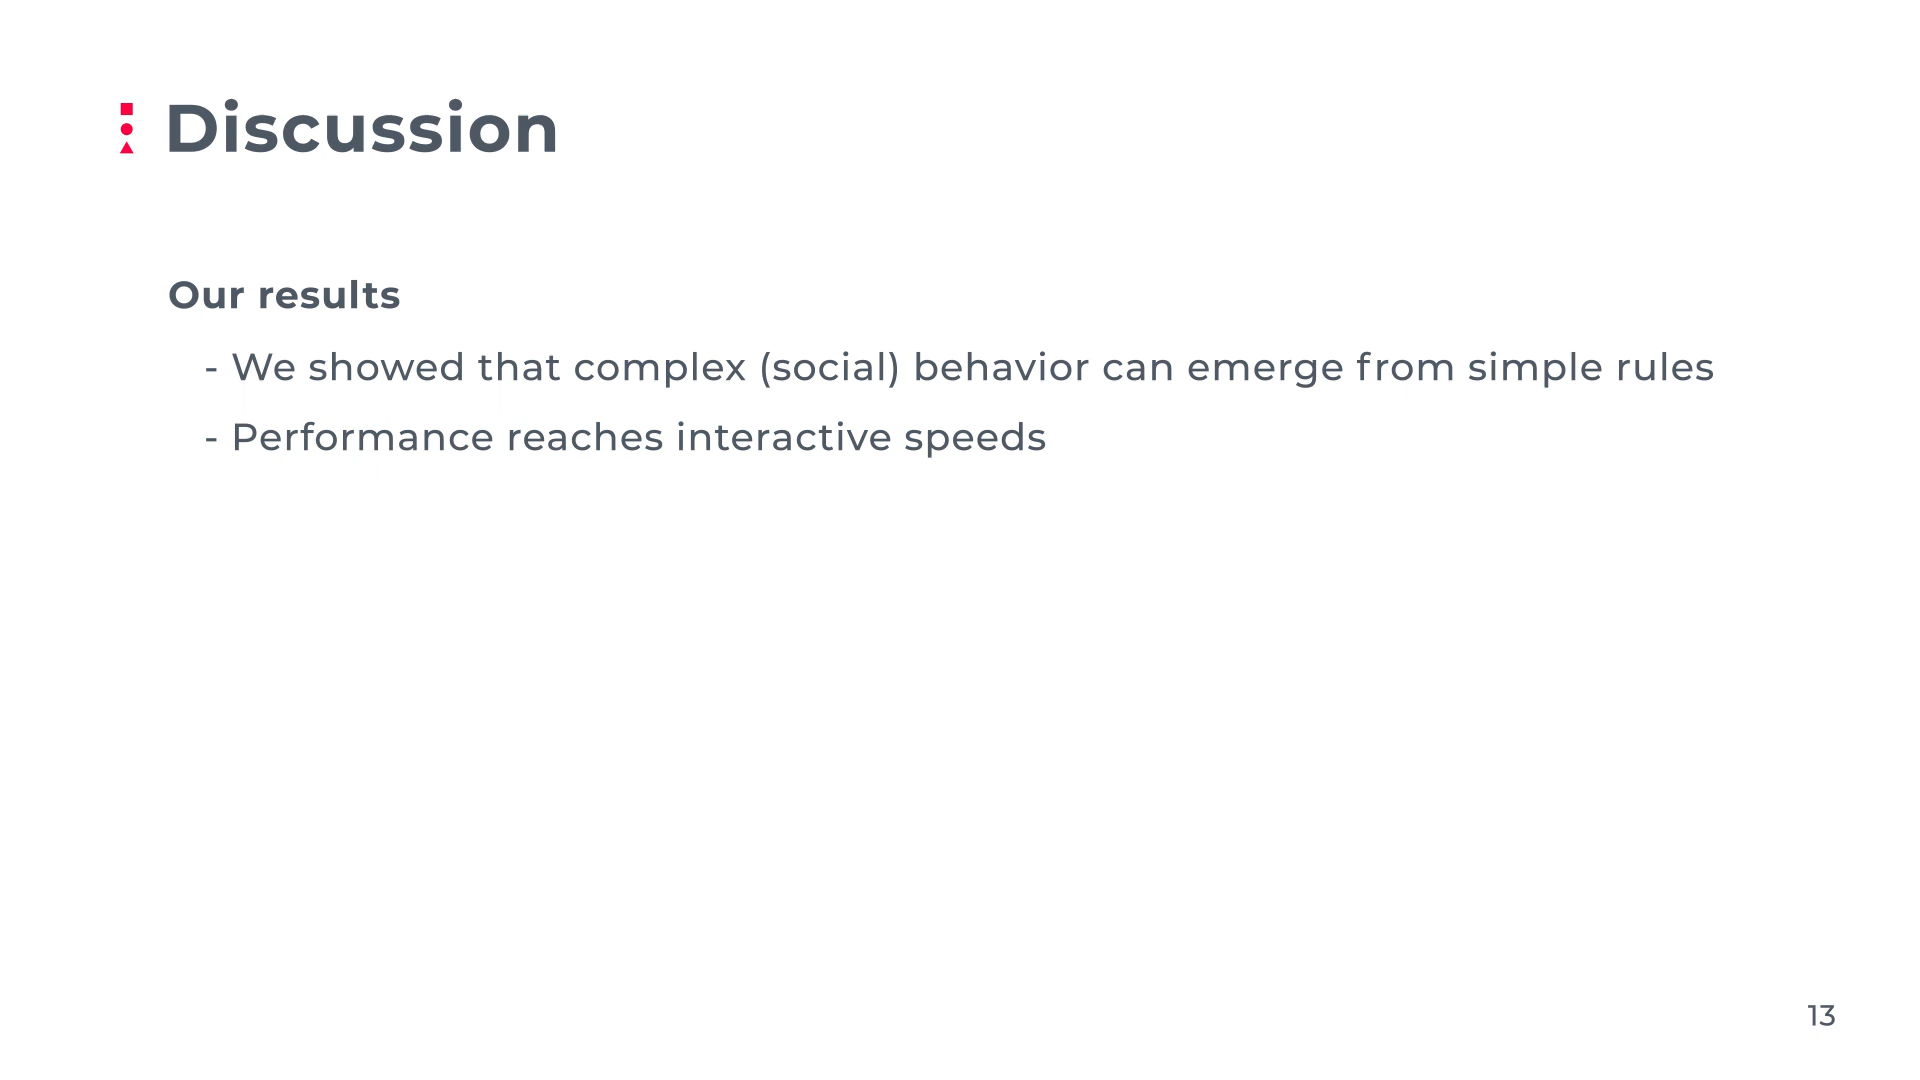 Discussion
Our results
- We showed that complex (social) behavior can emerge from simple rules
- Performance reaches interactive speeds
13